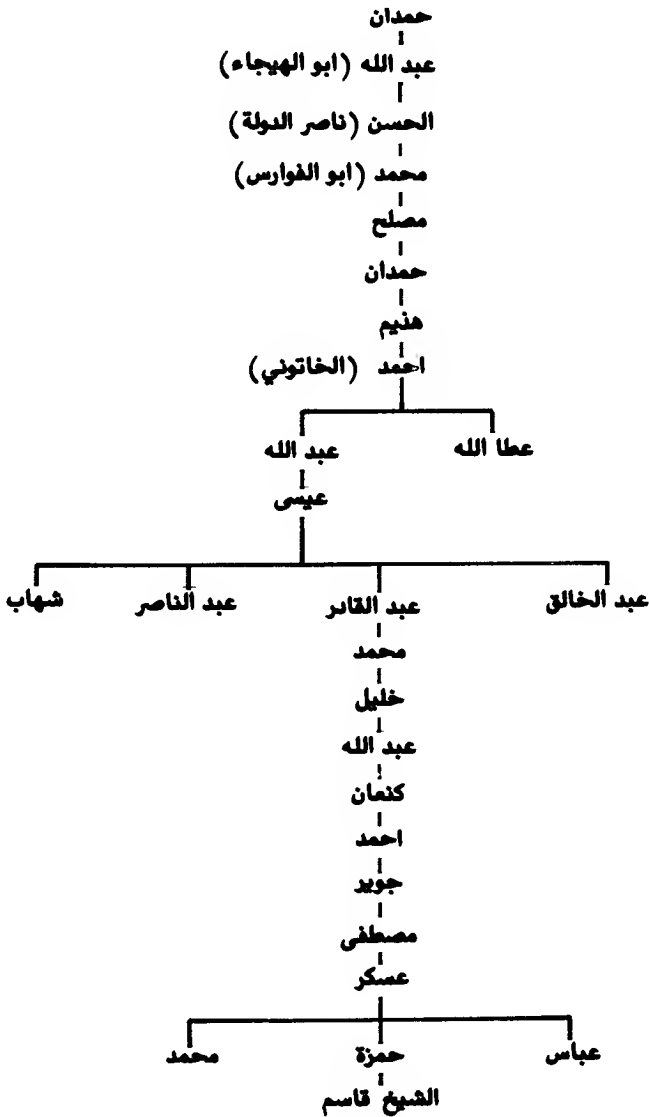 حمدان
عبد الله (ابو الهيجاء)
الحسن (ناصر الدولة)
محمد (ابو الفوارس)
مصلح
حمدان
هذيم
احمد (الخاتوني)
عطا الله عبد الله
عيسى
عبد الخالق عبد القادر عبد الناصر شهاب
محمد
خليل
عبد الله
كنعان
احمد
جوير
مصطفى
عسكر
عباس حمزة محمد
الشيخ قاسم